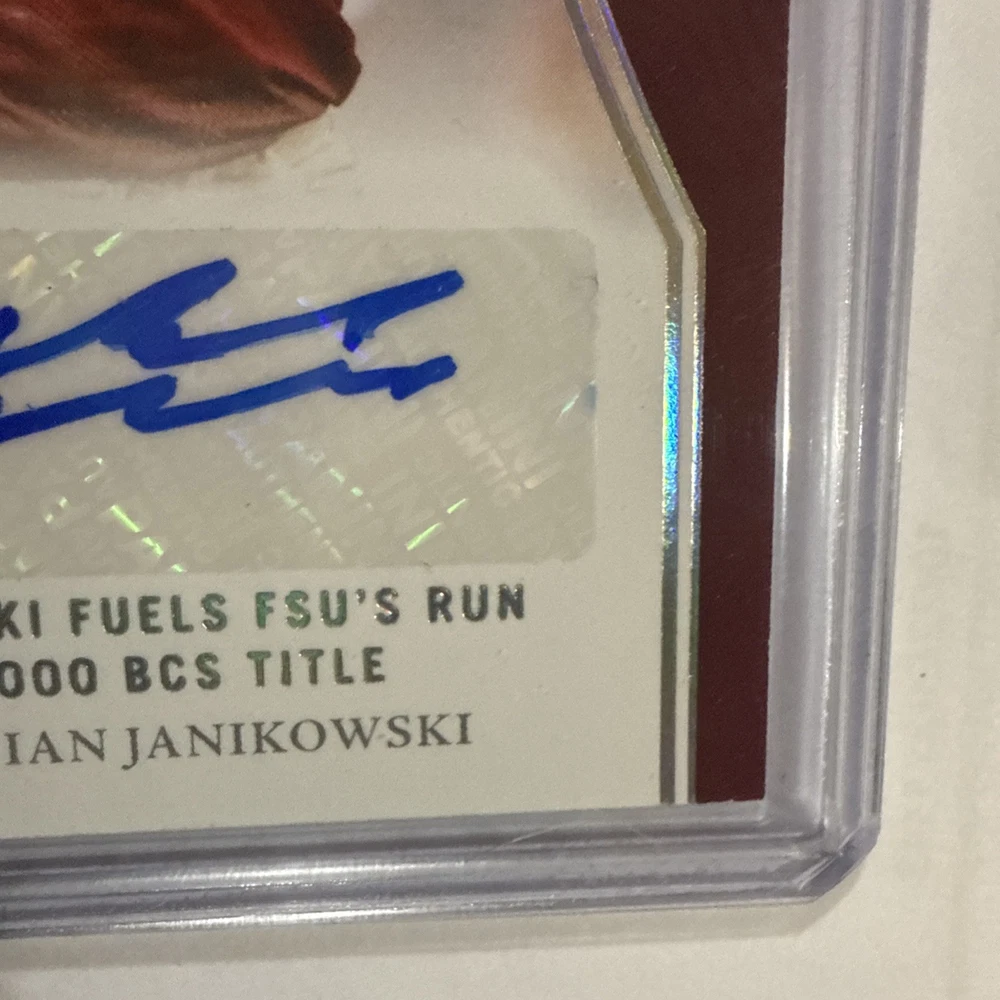 KI FUELS FSU'S RUN
000 BCS TITLE
IAN JANIKOWSKI